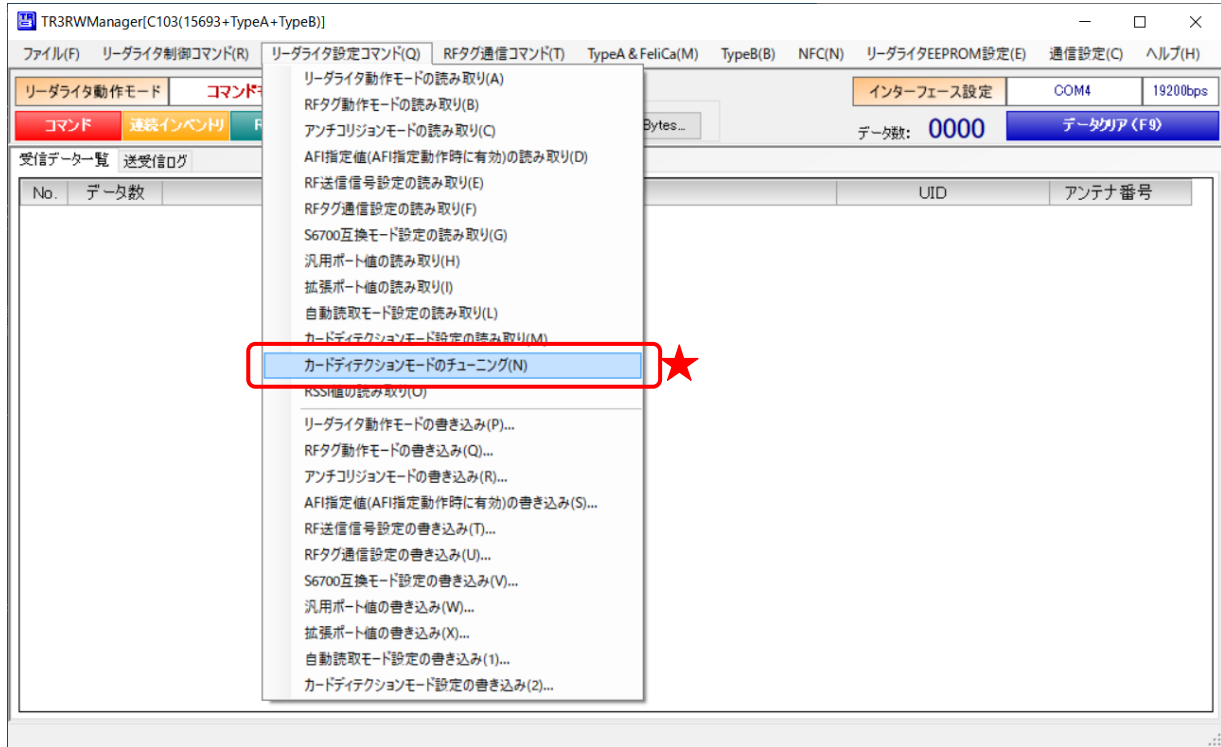 TR3RWManager[C103(15693+TypeA+TypeB)]
ファイル(F) リーダライタ制御コマンド(R) リーダライタ設定コマンド(Q) RFタグ通信コマンド(T) TypeA & FeliCa(M) TypeB(B) NFC(N) リーダライタEEPROM設定(E) 通信設定(C) ヘルプ(H)
リーダライタ動作モード コマンド インターフェース設定 COM4 19200bps
コマンド 連続インベントリ R Bytes... データ数: 0000 データクリア(F9)
受信データ一覧 送受信ログ
No. データ数 UID アンテナ番号
リーダライタ動作モードの読み取り(A)
RFタグ動作モードの読み取り(B)
アンチコリジョンモードの読み取り(C)
AFI指定値(AFI指定動作時に有効)の読み取り(D)
RF送信信号設定の読み取り(E)
RFタグ通信設定の読み取り(F)
S6700互換モード設定の読み取り(G)
汎用ポート値の読み取り(H)
拡張ポート値の読み取り(I)
自動読取モード設定の読み取り(L)
カードディテクションモード設定の読み取り(M)
カードディテクションモードのチューニング(N)
RSSI値の読み取り(O)
リーダライタ動作モードの書き込み(P)...
RFタグ動作モードの書き込み(Q)...
アンチコリジョンモードの書き込み(R)...
AFI指定値(AFI指定動作時に有効)の書き込み(S)...
RF送信信号設定の書き込み(T)...
RFタグ通信設定の書き込み(U)...
S6700互換モード設定の書き込み(V)...
汎用ポート値の書き込み(W)...
拡張ポート値の書き込み(X)...
自動読取モード設定の書き込み(1)...
カードディテクションモード設定の書き込み(2)...